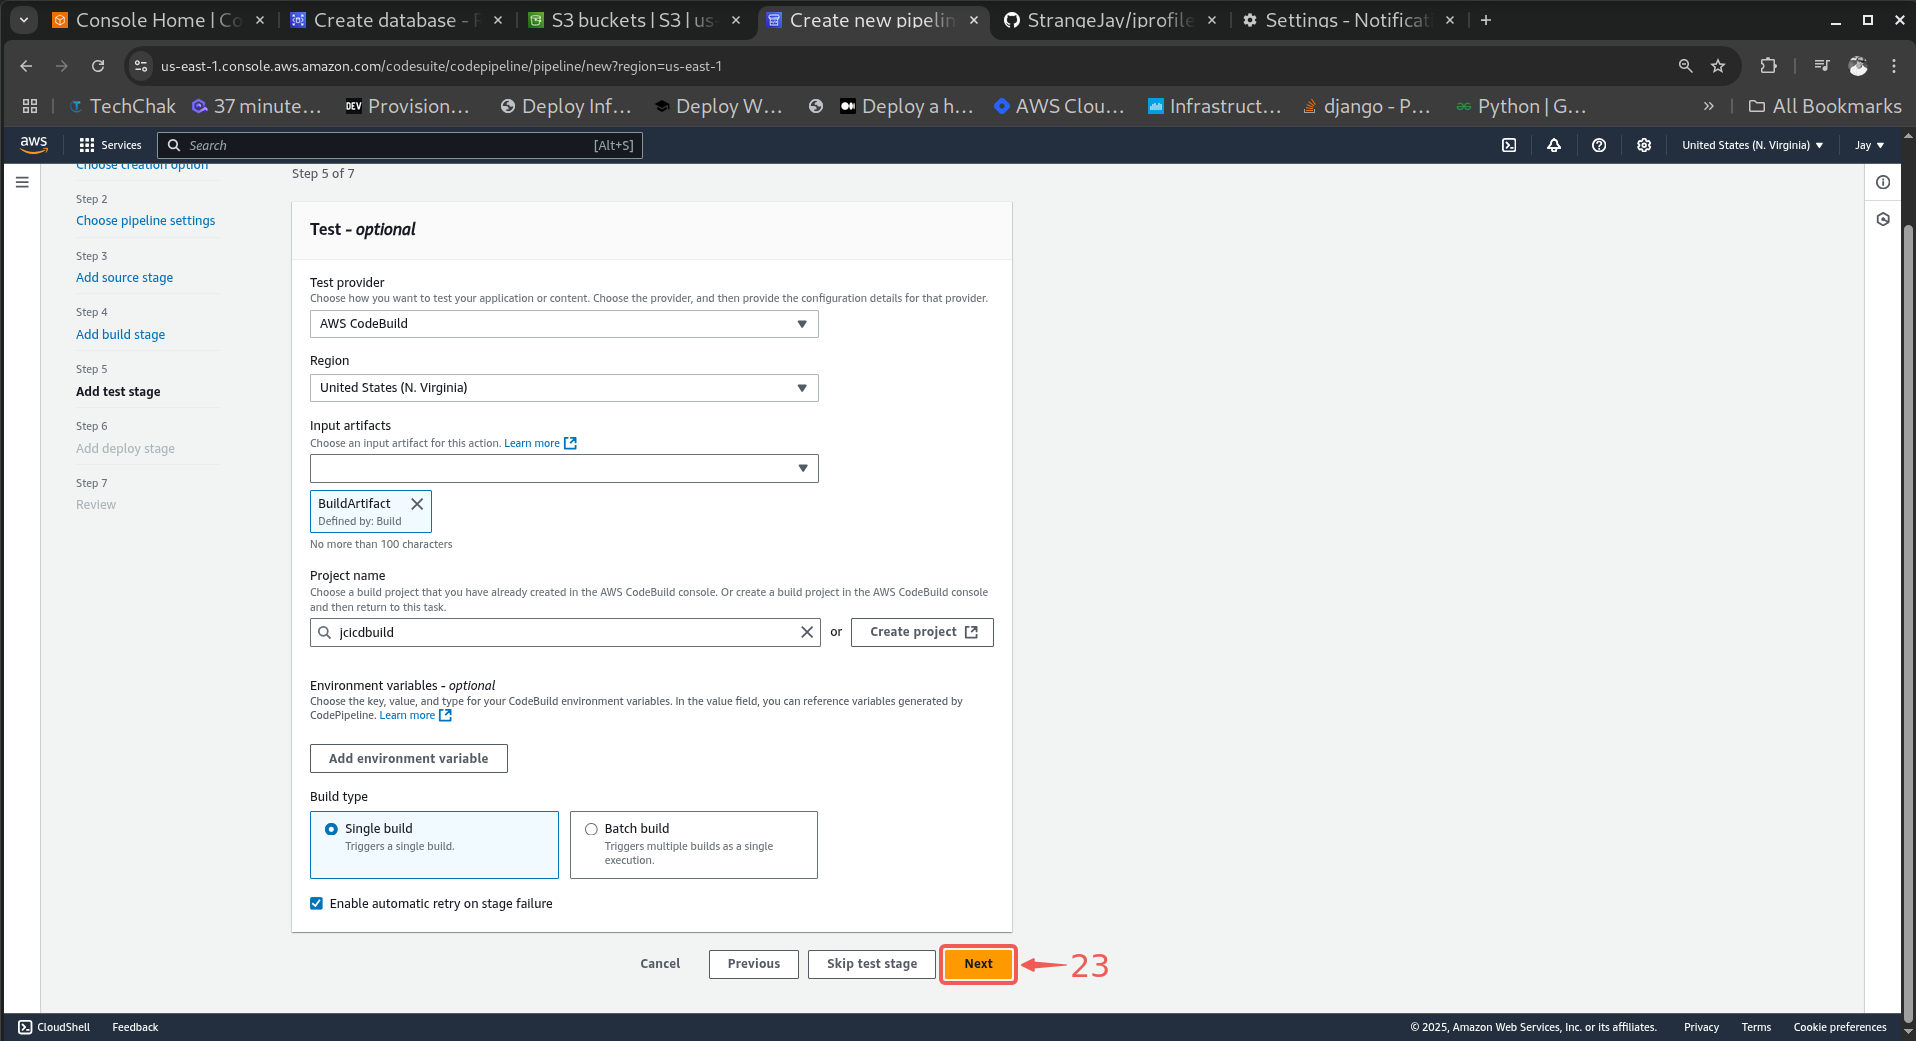 Console Home | Co
Create database - R
S3 buckets | S3 | us-
Create new pipelin
StrangeJay/jprofile
Settings - Notificat
us-east-1.console.aws.amazon.com/codesuite/codepipeline/pipeline/new?region=us-east-1
TechChak
37 minute...
DEV Provision...
Deploy Inf...
Deploy W...
Deploy a h...
AWS Clou...
Infrastruct...
django - P...
Python | G...
»
All Bookmarks
aws
Services
Search
[Alt+S]
United States (N. Virginia)
Jay
Choose creation option
Step 2
Choose pipeline settings
Step 3
Add source stage
Step 4
Add build stage
Step 5
Add test stage
Step 6
Add deploy stage
Step 7
Review
Step 5 of 7
Test - optional
Test provider
Choose how you want to test your application or content. Choose the provider, and then provide the configuration details for that provider.
AWS CodeBuild
Region
United States (N. Virginia)
Input artifacts
Choose an input artifact for this action. Learn more
BuildArtifact
Defined by: Build
No more than 100 characters
Project name
Choose a build project that you have already created in the AWS CodeBuild console. Or create a build project in the AWS CodeBuild console
and then return to this task.
jcicdbuild
or
Create project
Environment variables - optional
Choose the key, value, and type for your CodeBuild environment variables. In the value field, you can reference variables generated by
CodePipeline. Learn more
Add environment variable
Build type
Single build
Triggers a single build.
Batch build
Triggers multiple builds as a single
execution.
Enable automatic retry on stage failure
Cancel
Previous
Skip test stage
Next
23
CloudShell
Feedback
© 2025, Amazon Web Services, Inc. or its affiliates.
Privacy
Terms
Cookie preferences